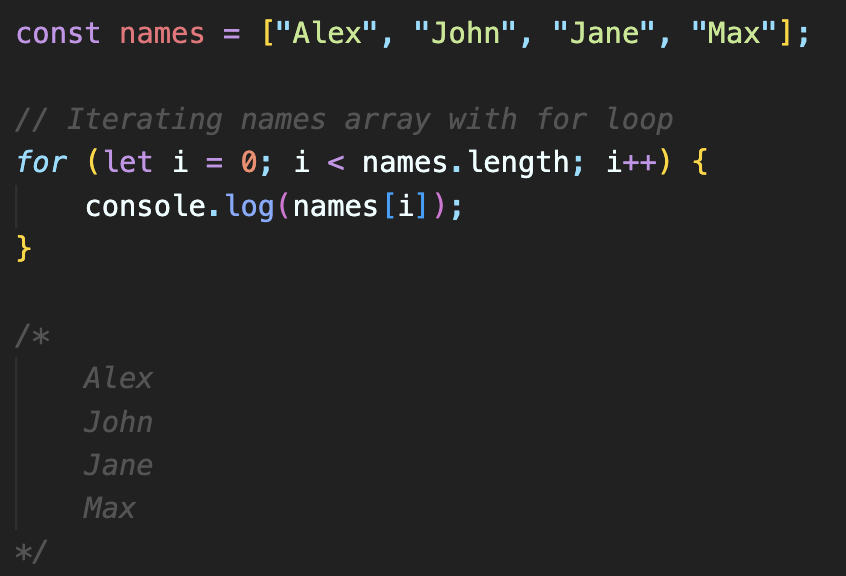 const names = ["Alex", "John", "Jane", "Max"];
// Iterating names array with for loop
for (let i = 0; i < names.length; i++) {
    console.log(names[i]);
}
/*
    Alex
    John
    Jane
    Max
*/